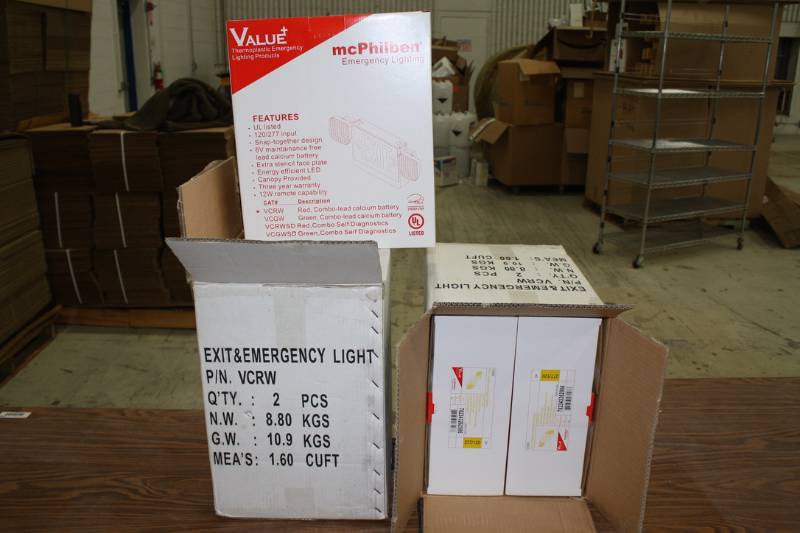 VALUE+
Thermoplastic Emergency
Lighting Products
mcPhilben
Emergency Lighting
FEATURES
- UL listed
- 120/277 input
- Snap-together design
- 6V maintainance free
lead calcium battery
- Extra stencil face plate
- Energy efficient LED
- Canopy Provided
- Three year warranty
- 12W remote capability
CAT# Description
VCRW Red, Combo-lead calcium battery
VCGW Green, Combo-lead calcium battery
VCRWSD Red, Combo Self Diagnostics
VCGWSD Green, Combo Self Diagnostics
UL
LISTED
EXIT&EMERGENCY LIGHT
P/N. VCRW
Q'TY. : 2 PCS
N.W. : 8.80 KGS
G.W. : 10.9 KGS
MEA'S: 1.60 CUFT
EXIT&EMERGENCY LIGHT
P/N. VCRW
Q'TY : 2 PCS
N.W. : 8.80 KGS
G.W. : 10.9 KGS
MEA'S: 1.60 CUFT